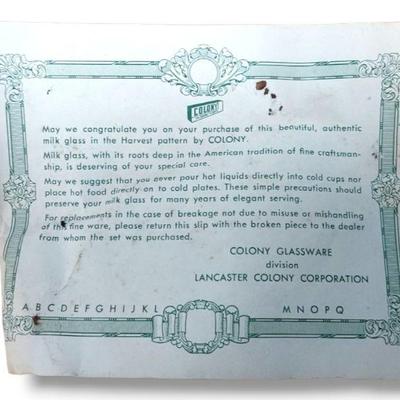 COLONY
May we congratulate you on your purchase of this beautiful, authentic
milk glass in the Harvest pattern by COLONY.
Milk glass, with its roots deep in the American tradition of fine craftsman-
ship, is deserving of your special care.
May we suggest that you never pour hot liquids directly into cold cups nor
place hot food directly on to cold plates. These simple precautions should
preserve your milk glass for many years of elegant serving.
For replacements in the case of breakage not due to misuse or mishandling
of this fine ware, please return this slip with the broken piece to the dealer
from whom the set was purchased.
COLONY GLASSWARE
division
LANCASTER COLONY CORPORATION
A B C D E F G H I J K L M N O P Q